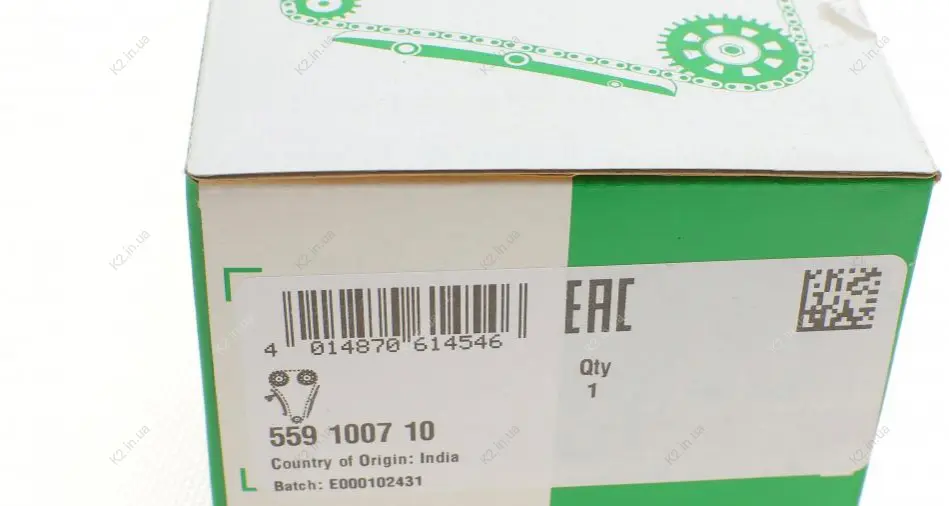 4 014870 614546
EAC
Qty
1
559 1007 10
Country of Origin: India
Batch: E000102431
K2.in.ua